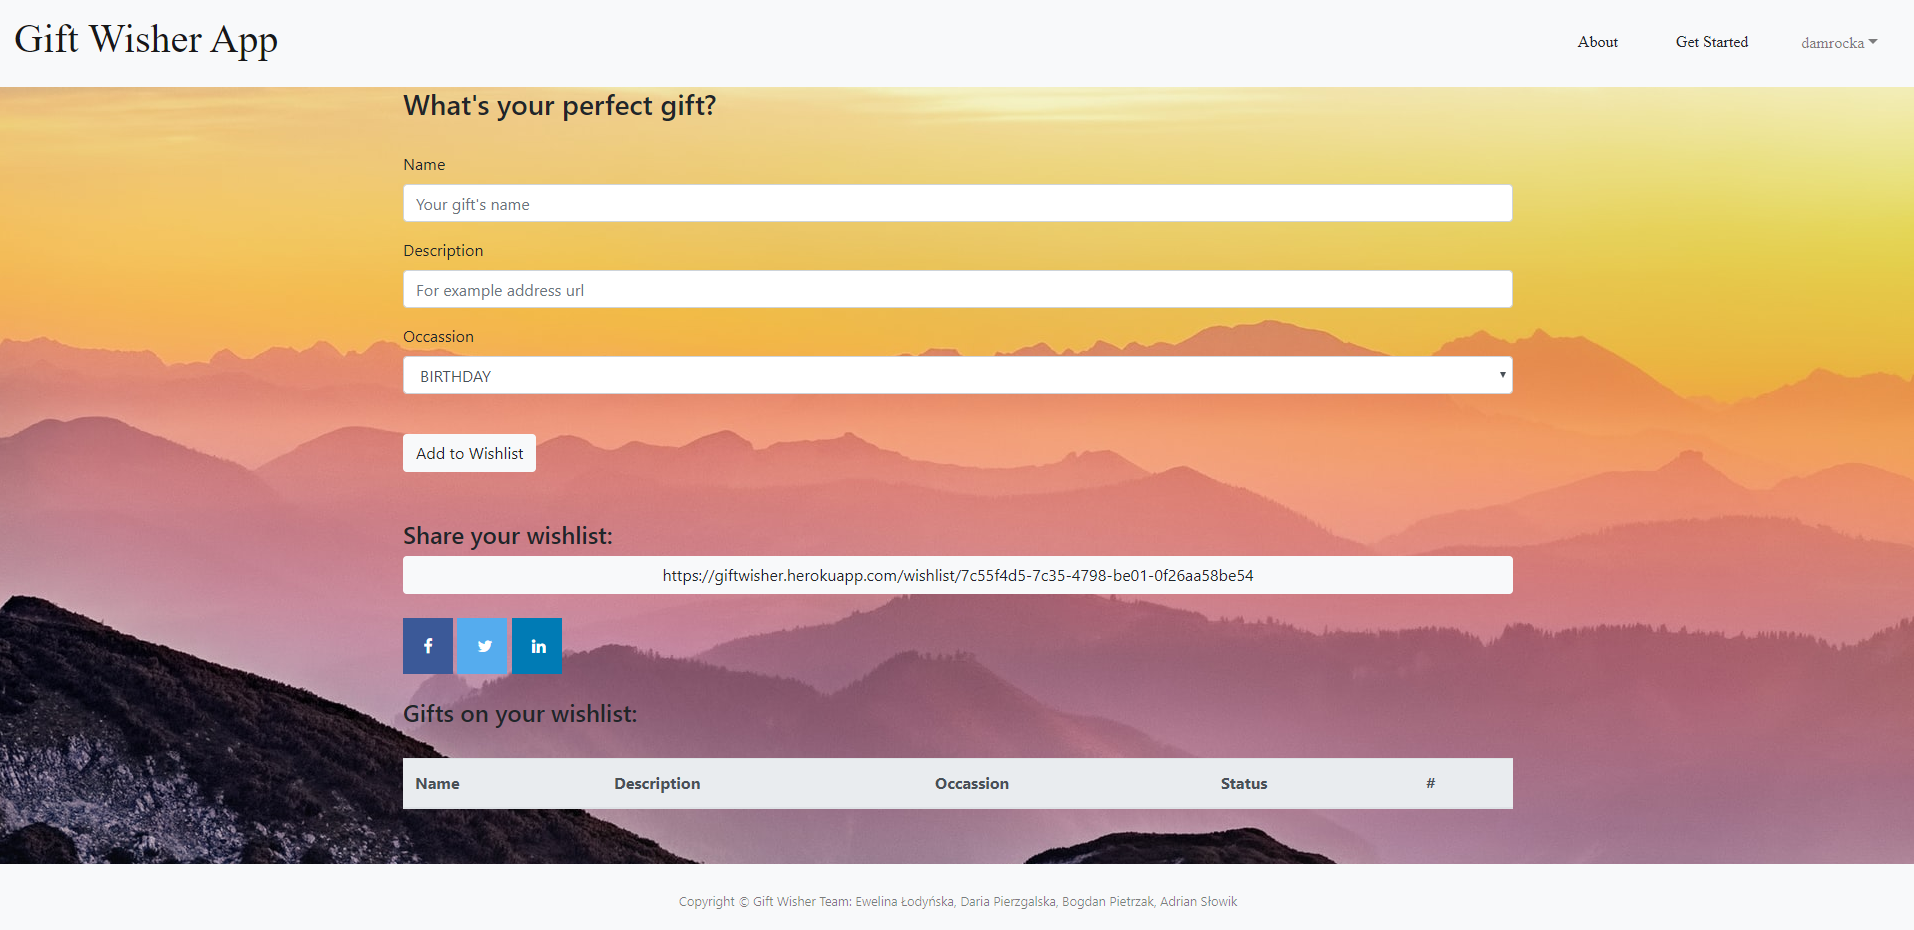 Gift Wisher App
About
Get Started
damrocka
What's your perfect gift?
Name
Your gift's name
Description
For example address url
Occassion
BIRTHDAY
Add to Wishlist
Share your wishlist:
https://giftwisher.herokuapp.com/wishlist/7c55f4d5-7c35-4798-be01-0f26aa58be54
f
in
Gifts on your wishlist:
Name Description Occassion Status #
Copyright © Gift Wisher Team: Ewelina Łodyńska, Daria Pierzgalska, Bogdan Pietrzak, Adrian Słowik